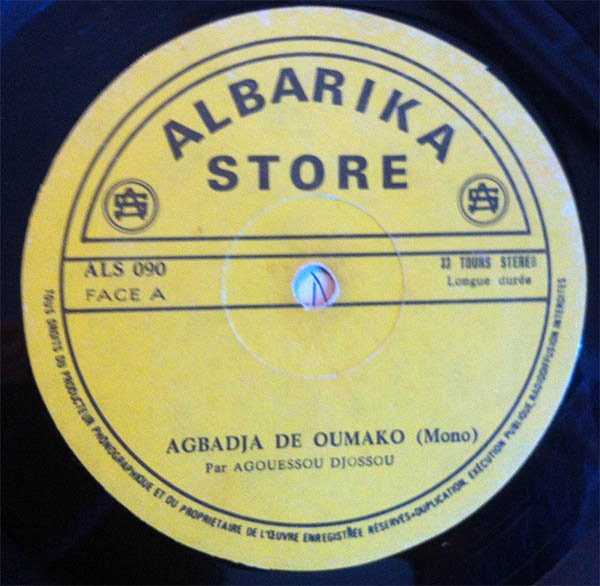 ALBARIKA
STORE
ALS 090
FACE A
33 TOURS STEREO
Longue durée
AGBADJA DE OUMAKO (Mono)
Par AGOUESSOU DJOSSOU
TOUS DROITS DU PRODUCTEUR PHONOGRAPHIQUE ET DU PROPRIETAIRE DE L'ŒUVRE ENREGISTRÉE RÉSERVÉS-DUPLICATION, EXÉCUTION PUBLIQUE, RADIODIFFUSION INTERDITES